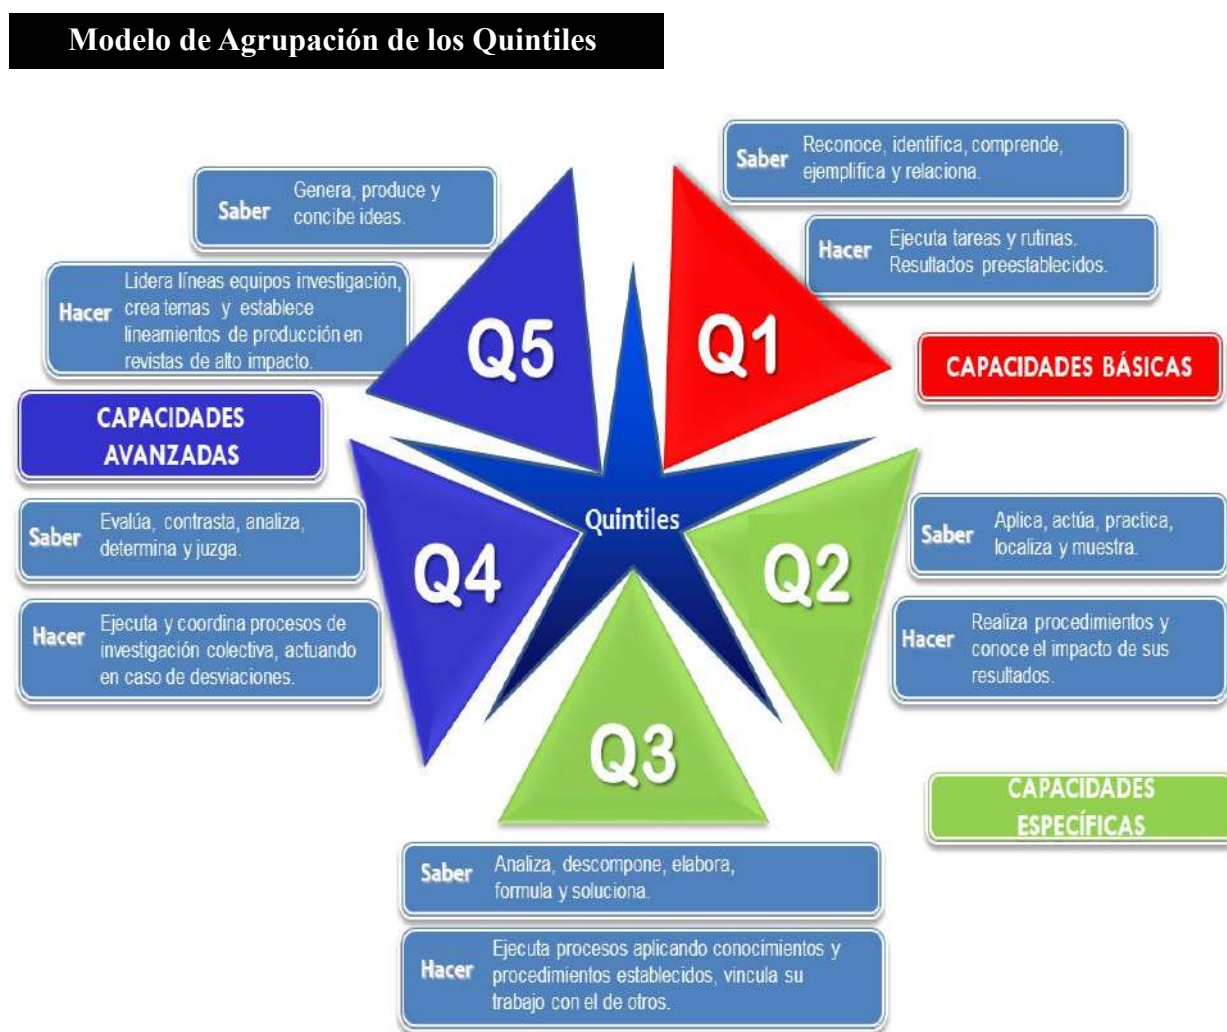 Modelo de Agrupación de los Quintiles
Saber
Reconoce, identifica, comprende,
ejemplifica y relaciona.
Hacer
Ejecuta tareas y rutinas.
Resultados preestablecidos.
Q1
CAPACIDADES BÁSICAS
Saber
Aplica, actúa, practica,
localiza y muestra.
Hacer
Realiza procedimientos y
conoce el impacto de sus
resultados.
Q2
CAPACIDADES
ESPECÍFICAS
Q3
Saber
Analiza, descompone, elabora,
formula y soluciona.
Hacer
Ejecuta procesos aplicando conocimientos y
procedimientos establecidos, vincula su
trabajo con el de otros.
Quintiles
Saber
Genera, produce y
concibe ideas.
Hacer
Lidera líneas equipos investigación,
crea temas y establece
lineamientos de producción en
revistas de alto impacto.
Q5
CAPACIDADES
AVANZADAS
Saber
Evalúa, contrasta, analiza,
determina y juzga.
Hacer
Ejecuta y coordina procesos de
investigación colectiva, actuando
en caso de desviaciones.
Q4